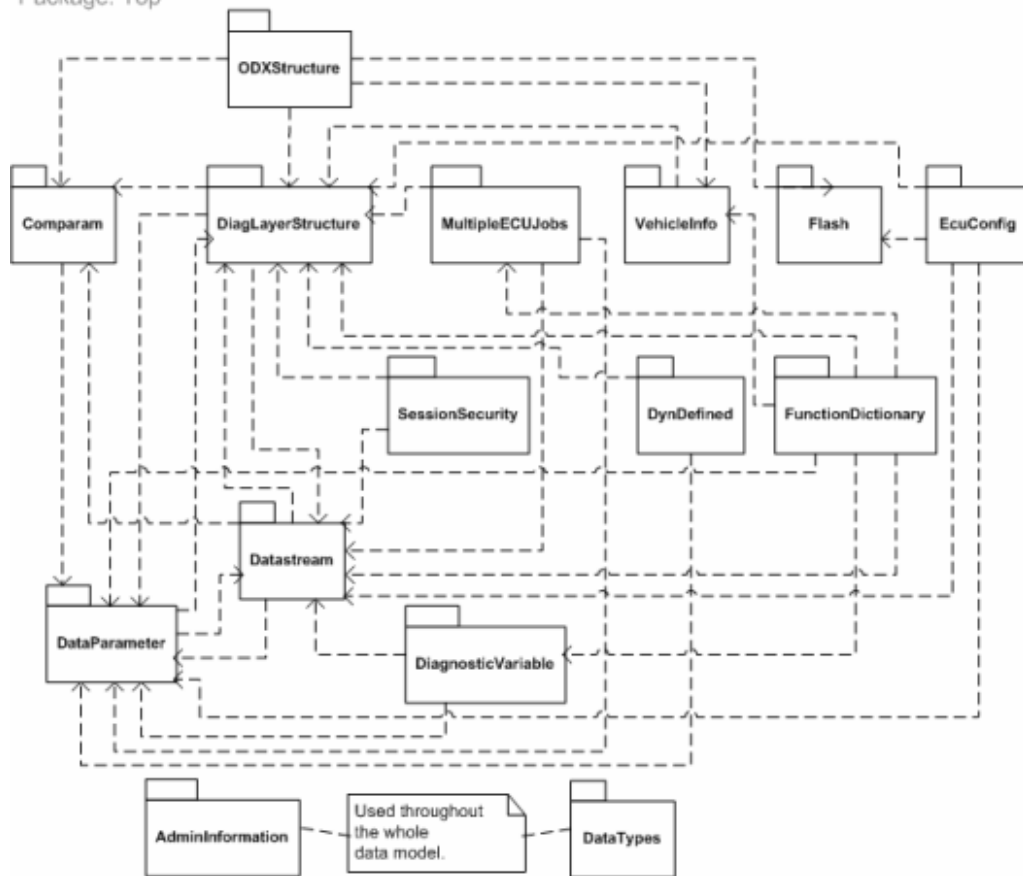 Package: Top
ODXStructure
Comparam
DiagLayerStructure
MultipleECUJobs
VehicleInfo
Flash
EcuConfig
SessionSecurity
DynDefined
FunctionDictionary
Datastream
DataParameter
DiagnosticVariable
AdminInformation
Used throughout
the whole
data model.
DataTypes